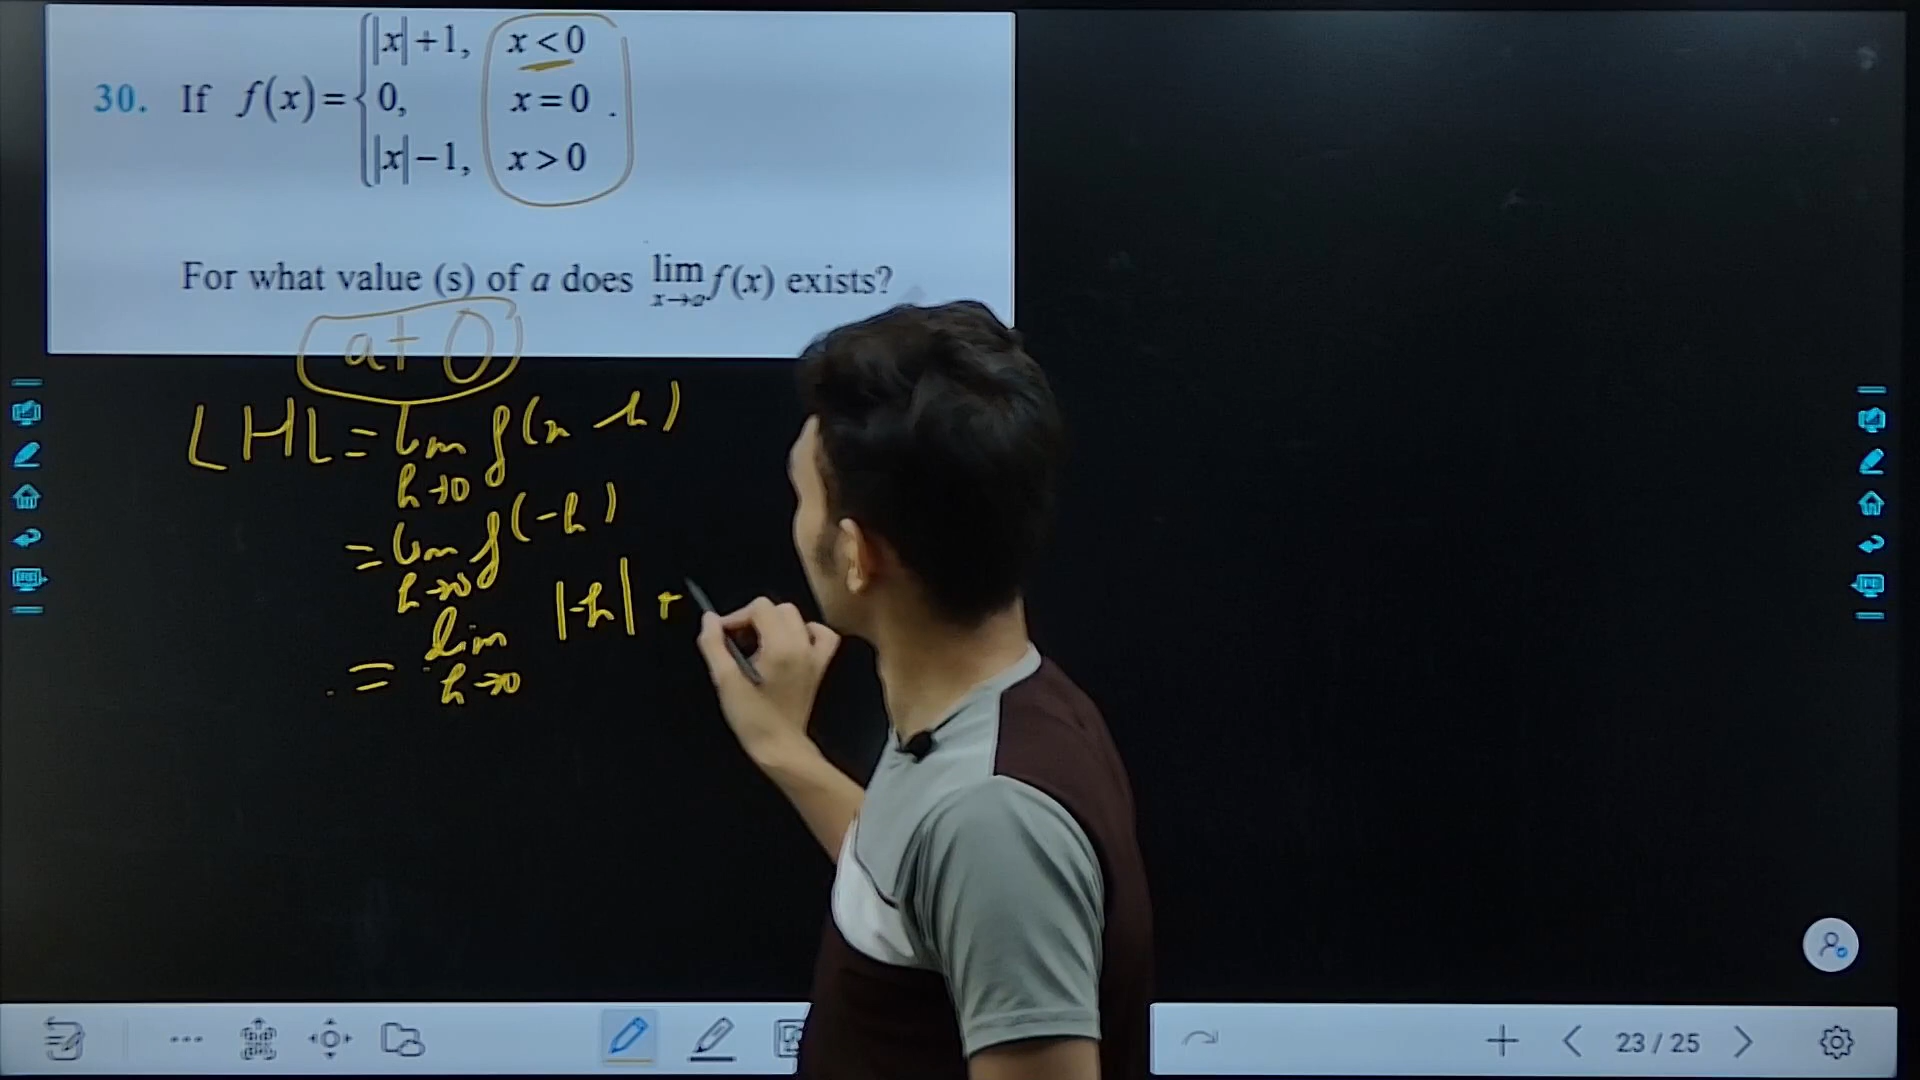 30. If f(x) = { |x|+1, x<0
0, x=0 .
|x|−1, x>0
For what value (s) of a does lim x→a f(x) exists?
at 0
LHL = lim h→0 f(x-h)
= lim h→0 f(-h)
= lim h→0 |-h| +
23 / 25